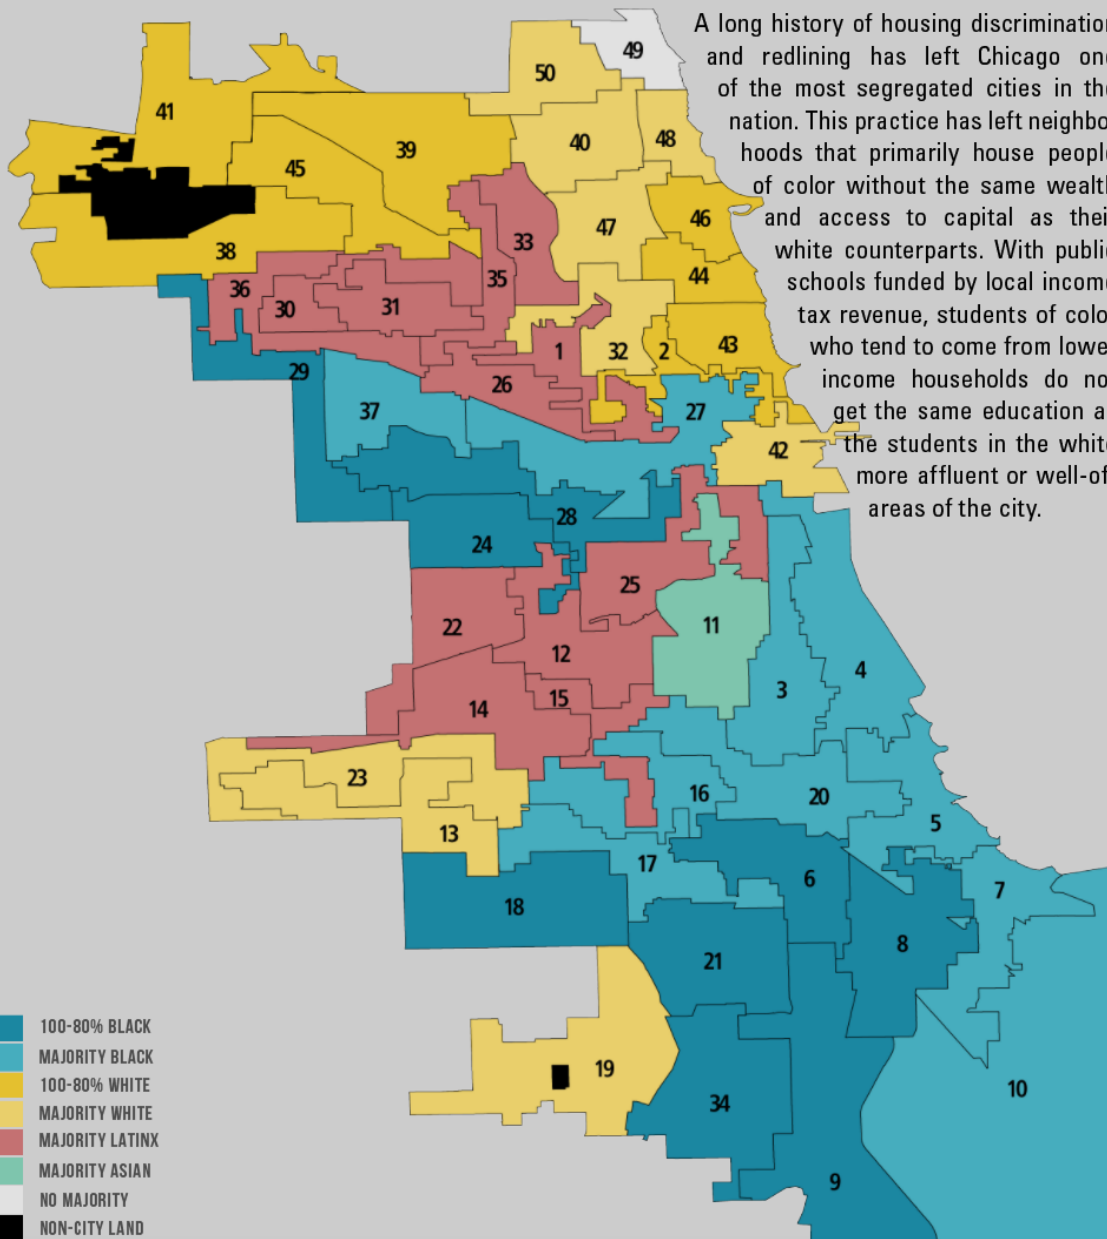 A long history of housing discrimination
and redlining has left Chicago one
of the most segregated cities in the
nation. This practice has left neighbo
hoods that primarily house people
of color without the same wealth
and access to capital as thei
white counterparts. With public
schools funded by local income
tax revenue, students of colo
who tend to come from lowe
income households do no
get the same education a
the students in the white
more affluent or well-of
areas of the city.
49
50
41
40
48
39
45
46
47
33
38
44
35
36
30
31
43
1
32
2
29
26
37
27
42
28
24
25
22
11
12
4
3
15
14
23
16
20
5
13
17
6
7
18
8
21
19
10
34
9
100-80% BLACK
MAJORITY BLACK
100-80% WHITE
MAJORITY WHITE
MAJORITY LATINX
MAJORITY ASIAN
NO MAJORITY
NON-CITY LAND